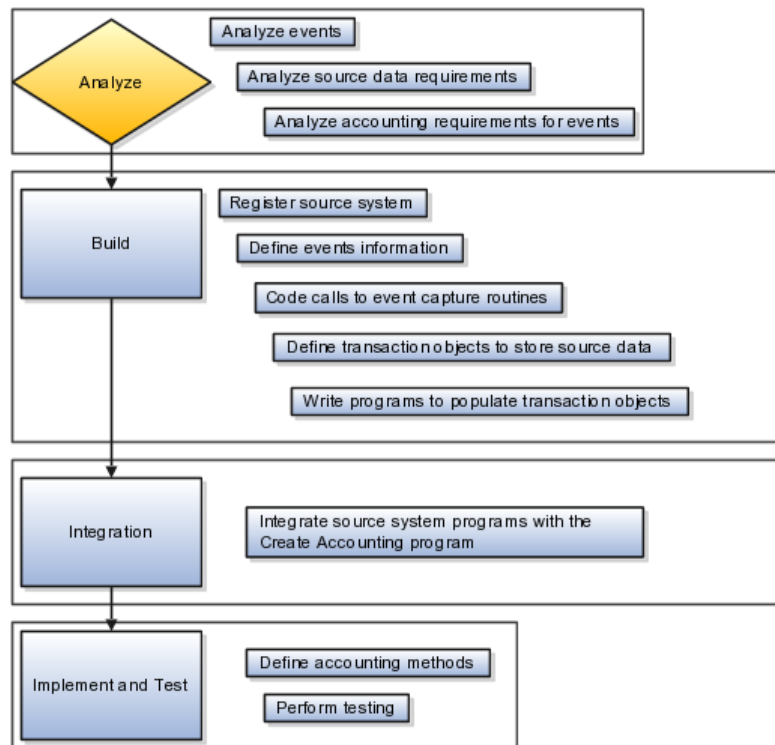 Analyze
Analyze events
Analyze source data requirements
Analyze accounting requirements for events
Build
Register source system
Define events information
Code calls to event capture routines
Define transaction objects to store source data
Write programs to populate transaction objects
Integration
Integrate source system programs with the
Create Accounting program
Implement and Test
Define accounting methods
Perform testing